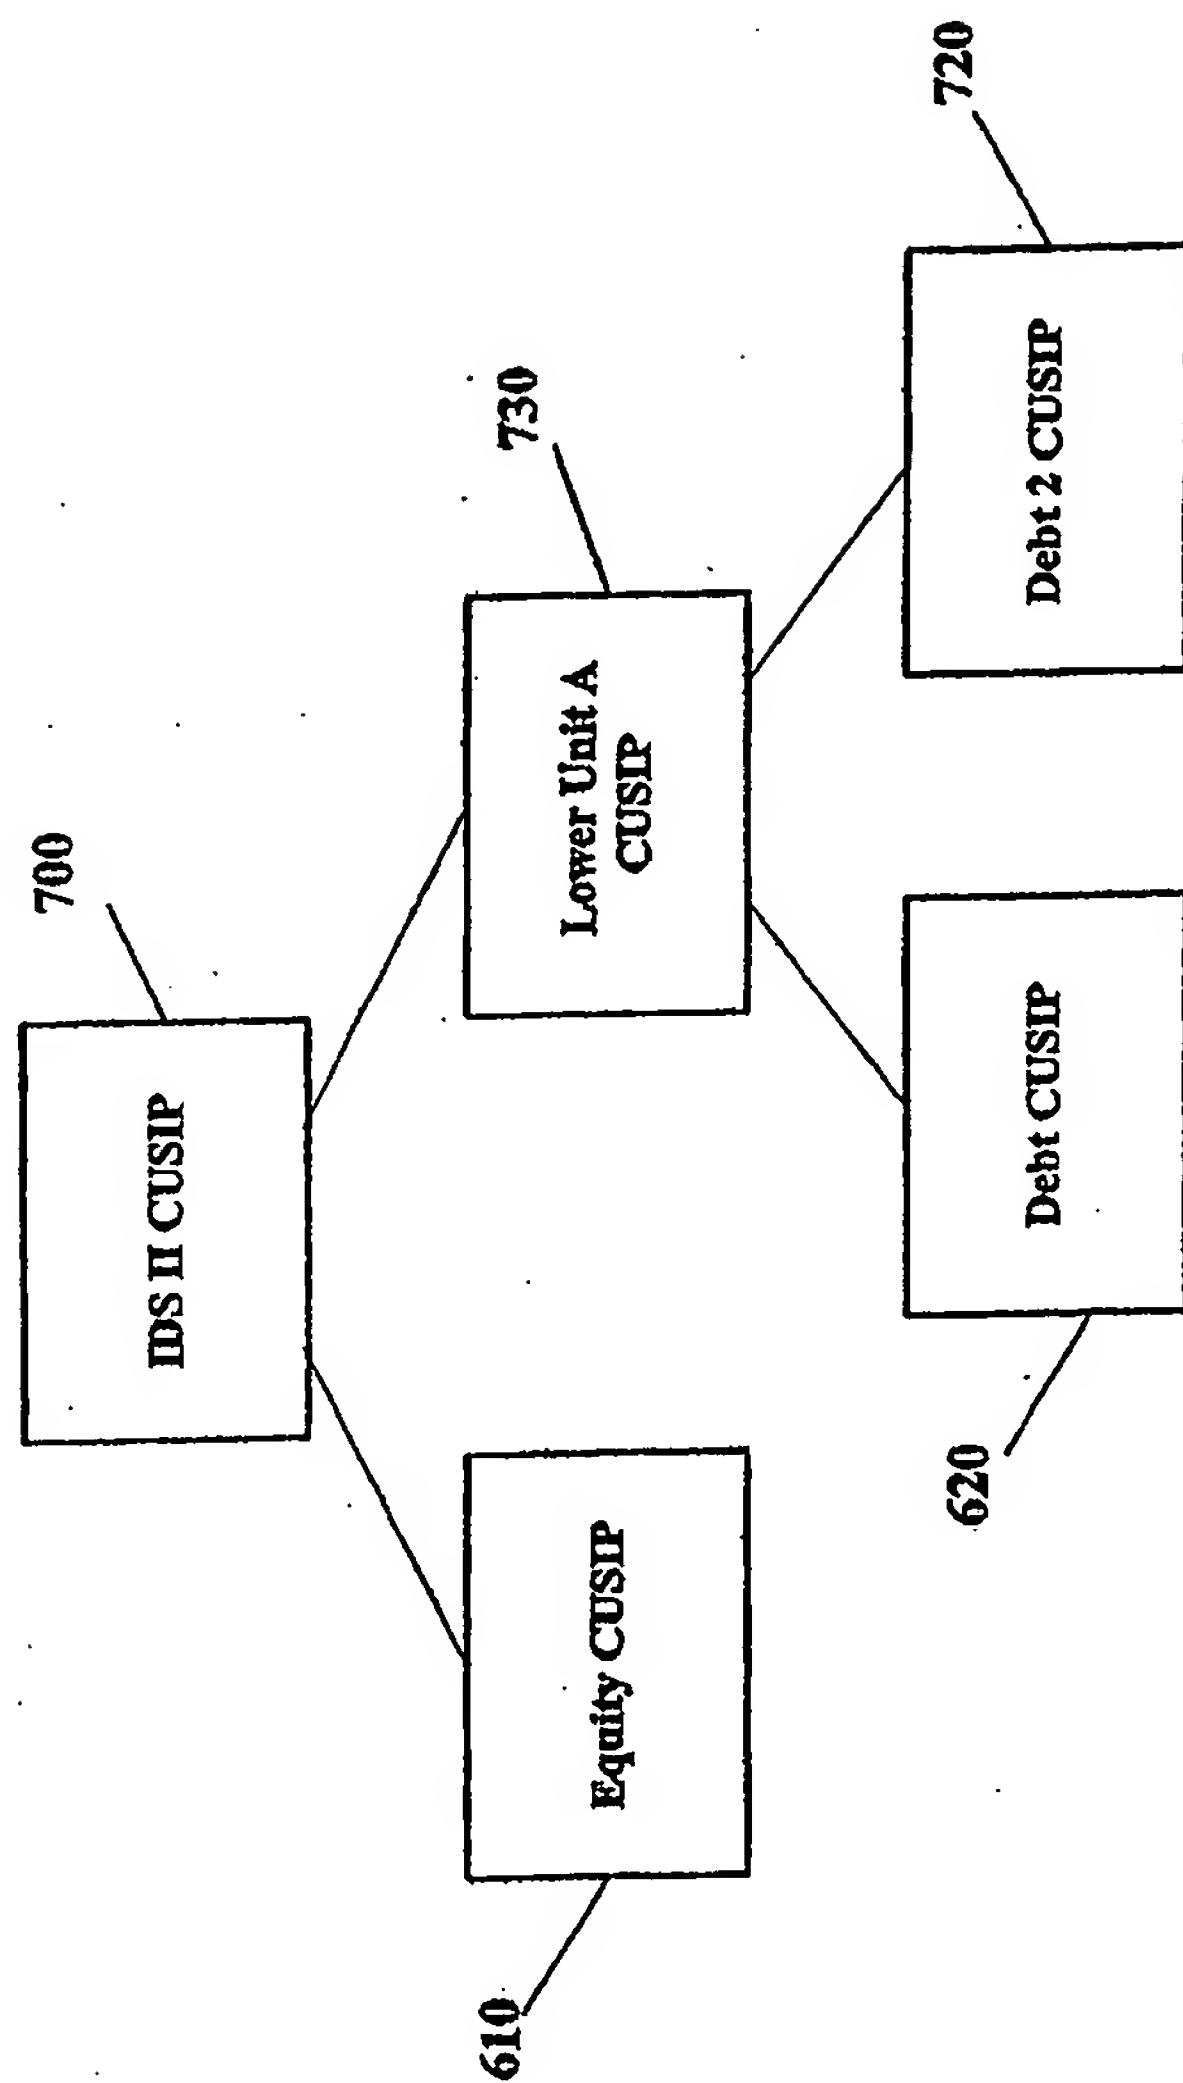 700
IDS II CUSIP
730
610
Equity CUSIP
Lower Unit A
CUSIP
720
620
Debt CUSIP
Debt 2 CUSIP